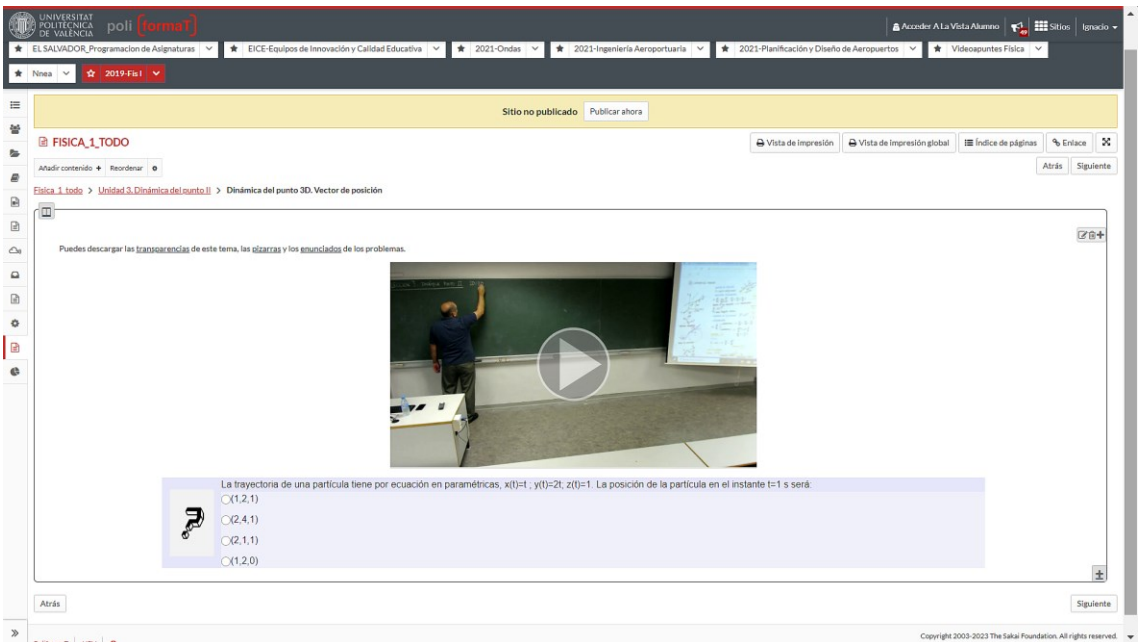 UNIVERSITAT
POLITÈCNICA
DE VALÈNCIA
poli [formaT]
Acceder A La Vista Alumno
Sitios
Ignacio
EL SALVADOR_Programacion de Asignaturas
EICE-Equipos de Innovación y Calidad Educativa
2021-Ondas
2021-Ingeniería Aeroportuaria
2021-Planificación y Diseño de Aeropuertos
Videoapuntes Física
Nnea
2019-Fis I
Sitio no publicado Publicar ahora
FISICA_1_TODO
Vista de impresión
Vista de impresión global
Índice de páginas
Enlace
Añadir contenido + Reordenar
Atrás Siguiente
Fisica_1_todo > Unidad 3. Dinámica del punto II > Dinámica del punto 3D. Vector de posición
Puedes descargar las transparencias de este tema, las pizarras y los enunciados de los problemas.
La trayectoria de una partícula tiene por ecuación en paramétricas, x(t)=t ; y(t)=2t; z(t)=1. La posición de la partícula en el instante t=1 s será:
(1,2,1)
(2,4,1)
(2,1,1)
(1,2,0)
Atrás
Siguiente
Copyright 2003-2023 The Sakai Foundation. All rights reserved.